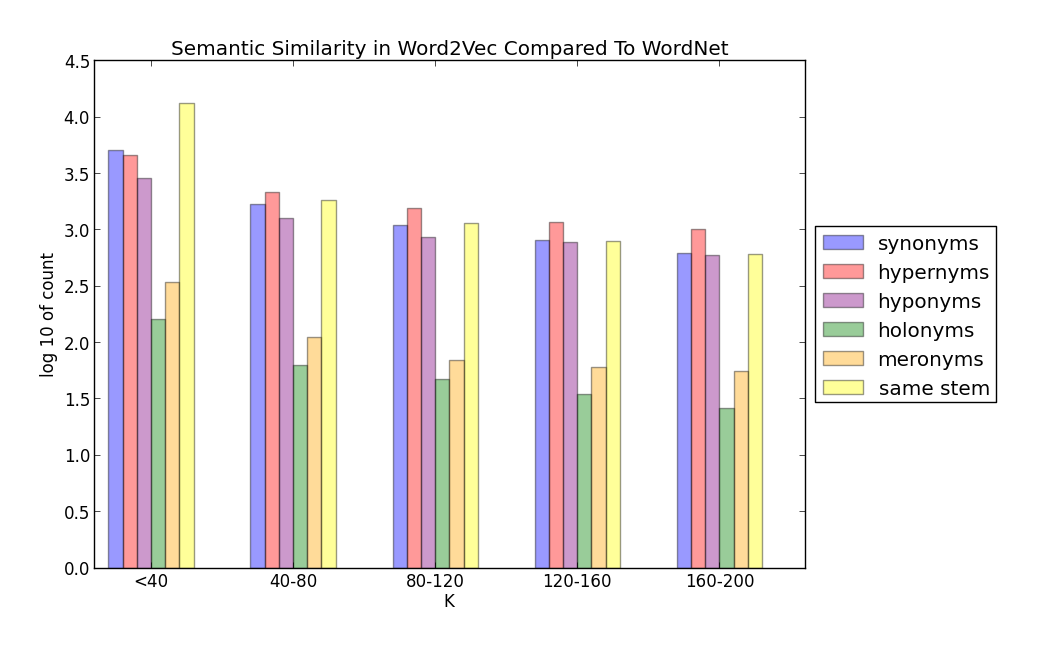 Semantic Similarity in Word2Vec Compared To WordNet
4.5
4.0
3.5
3.0
2.5
2.0
1.5
1.0
0.5
0.0
log 10 of count
<40
40-80
80-120
120-160
160-200
K
synonyms
hypernyms
hyponyms
holonyms
meronyms
same stem